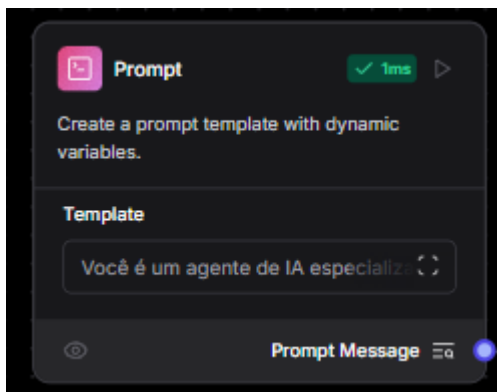 Prompt
1ms
Create a prompt template with dynamic
variables.
Template
Você é um agente de IA
Prompt Message